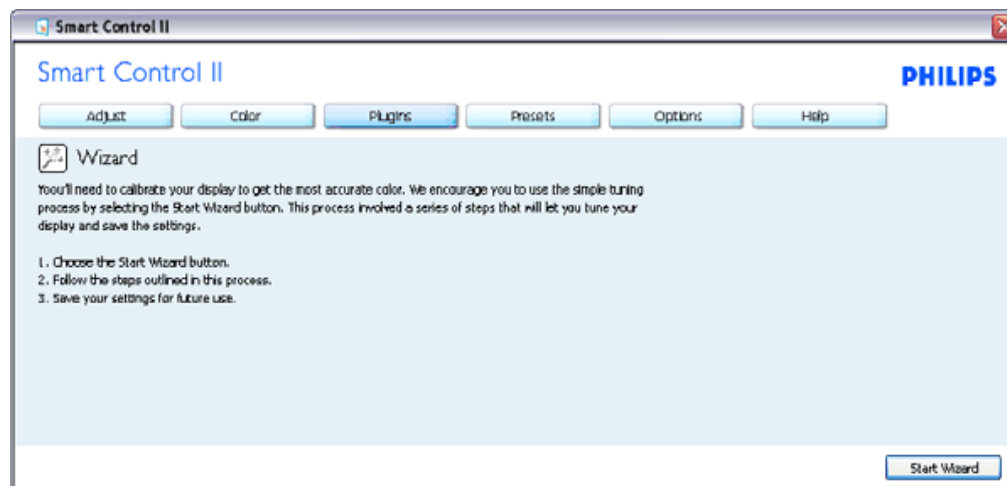 Smart Control II
Smart Control II
PHILIPS
Adjust Color Plugins Presets Options Help
Wizard
Yoou'll need to calibrate your display to get the most accurate color. We encourage you to use the simple tuning
process by selecting the Start Wizard button. This process involved a series of steps that will let you tune your
display and save the settings.
1. Choose the Start Wizard button.
2. Follow the steps outlined in this process.
3. Save your settings for future use.
Start Wizard